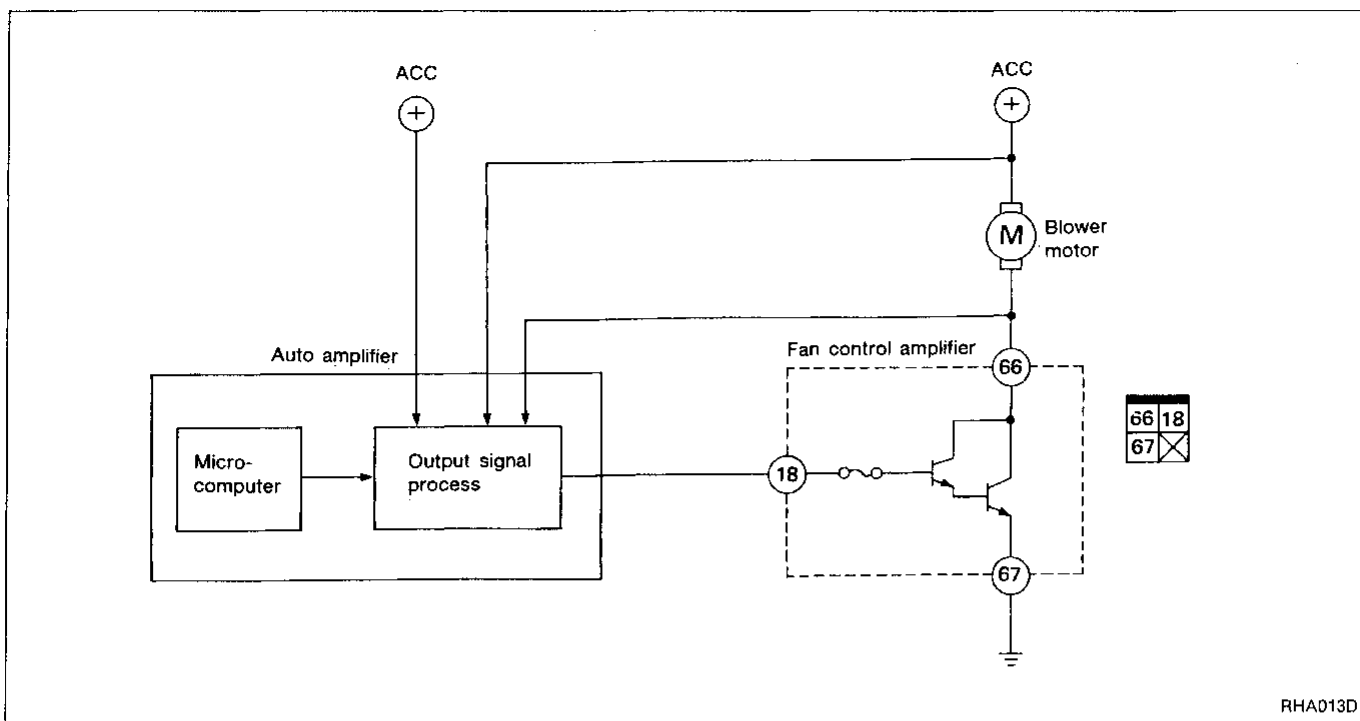 ACC
ACC
+
+
M
Blower
motor
Auto amplifier
Fan control amplifier
66
66 18
67
Micro-
computer
Output signal
process
18
67
RHA013D